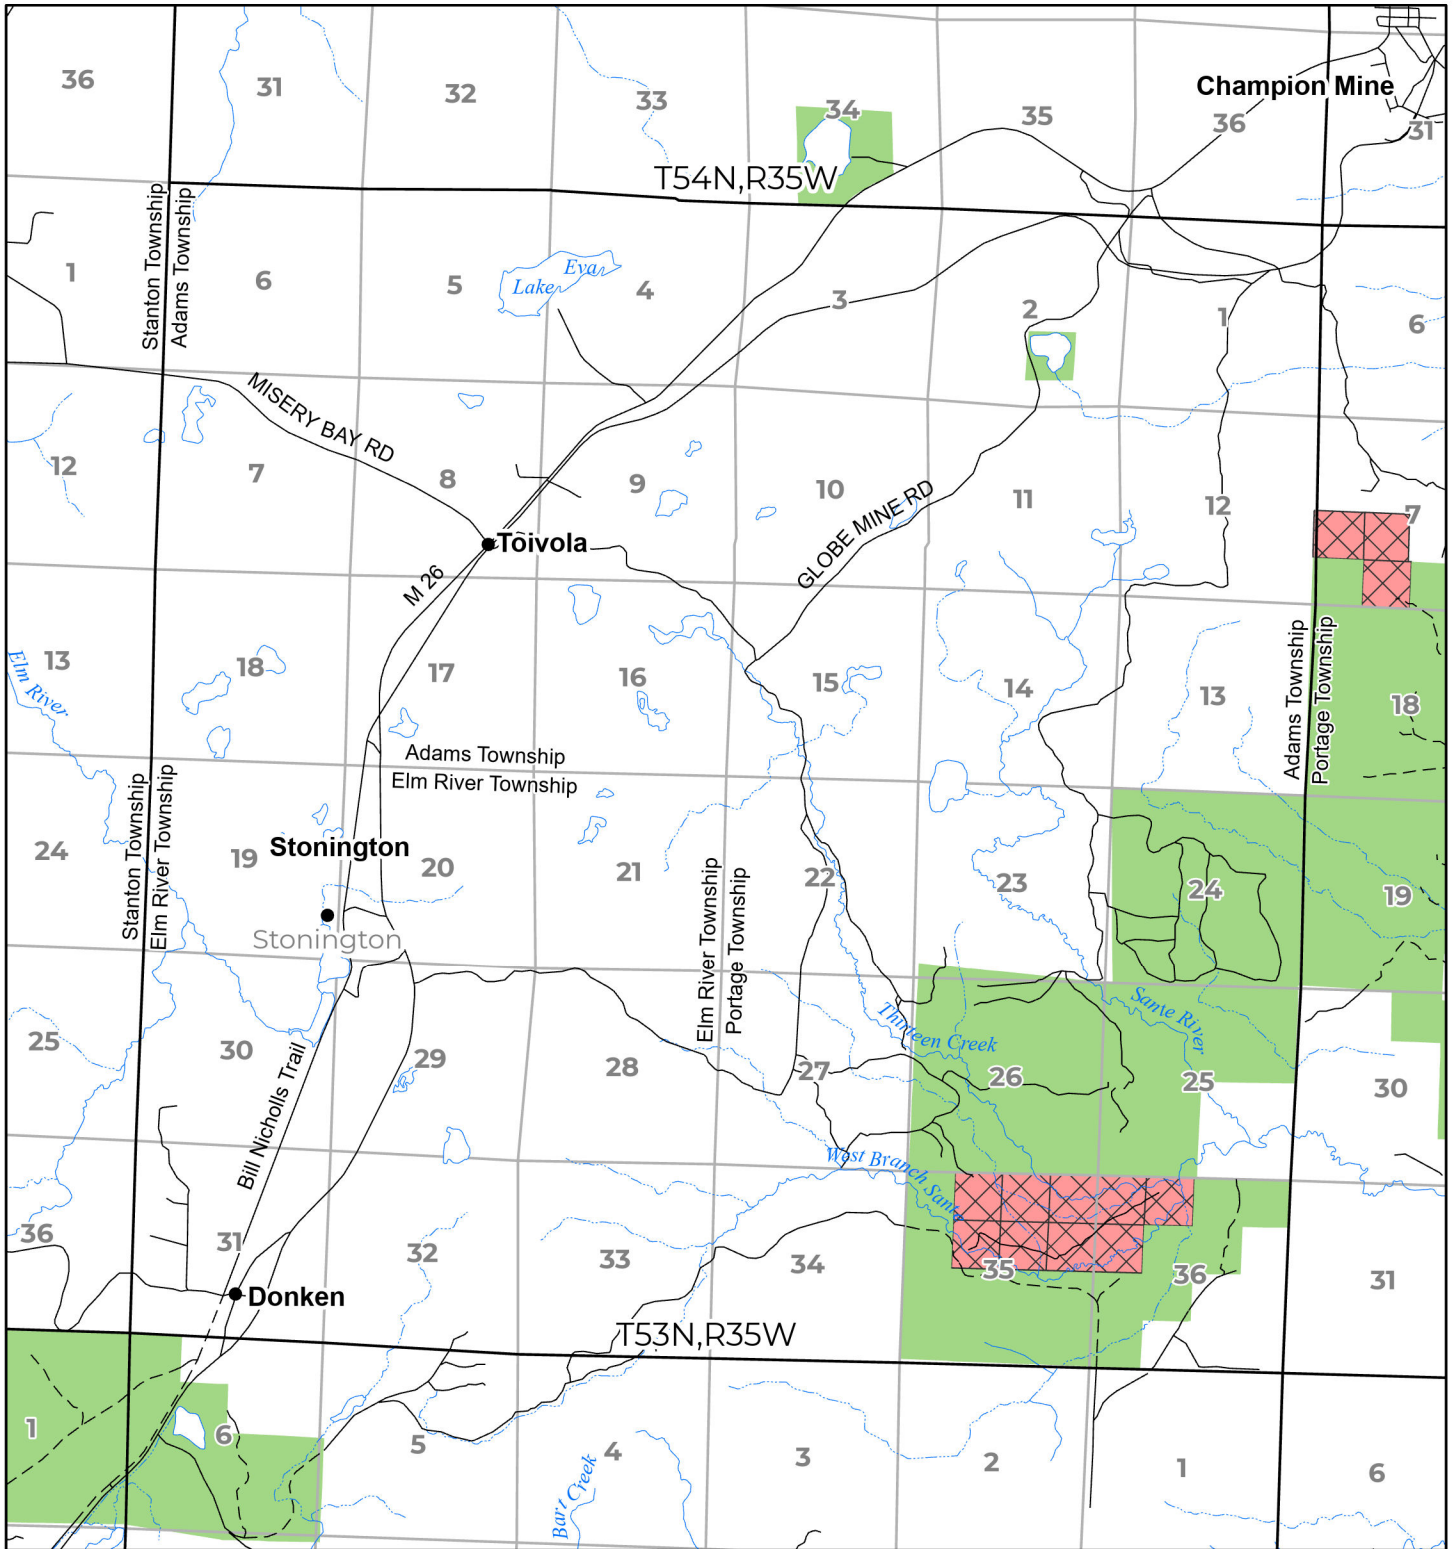 36
31
32
33
34
35
36
31
Champion Mine
T54N,R35W
Stanton Township
Adams Township
1
6
5
Lake Eva
4
3
2
1
6
MISERY BAY RD
12
7
8
9
10
11
12
7
GLOBE MINE RD
Toivola
M 26
Elm River
13
18
17
16
15
14
13
18
Adams Township
Portage Township
Adams Township
Elm River Township
Stanton Township
Elm River Township
24
19
Stonington
20
21
22
23
24
19
Stonington
Elm River Township
Portage Township
25
30
29
28
27
26
25
30
Thirteen Creek
Sante River
Bill Nicholls Trail
West Branch Sante
36
31
32
33
34
35
36
31
Donken
T53N,R35W
1
6
5
4
3
2
1
6
Bart Creek